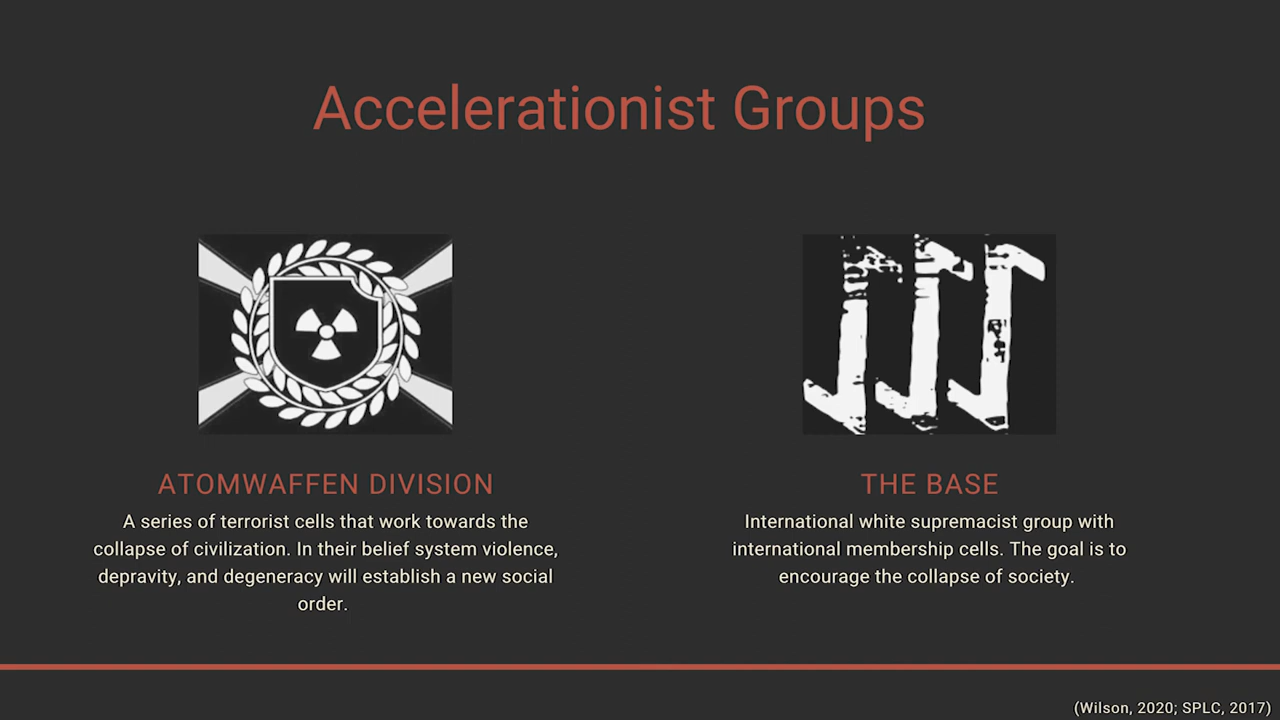 Accelerationist Groups
ATOMWAFFEN DIVISION
A series of terrorist cells that work towards the
collapse of civilization. In their belief system violence,
depravity, and degeneracy will establish a new social
order.
THE BASE
International white supremacist group with
international membership cells. The goal is to
encourage the collapse of society.
(Wilson, 2020; SPLC, 2017)